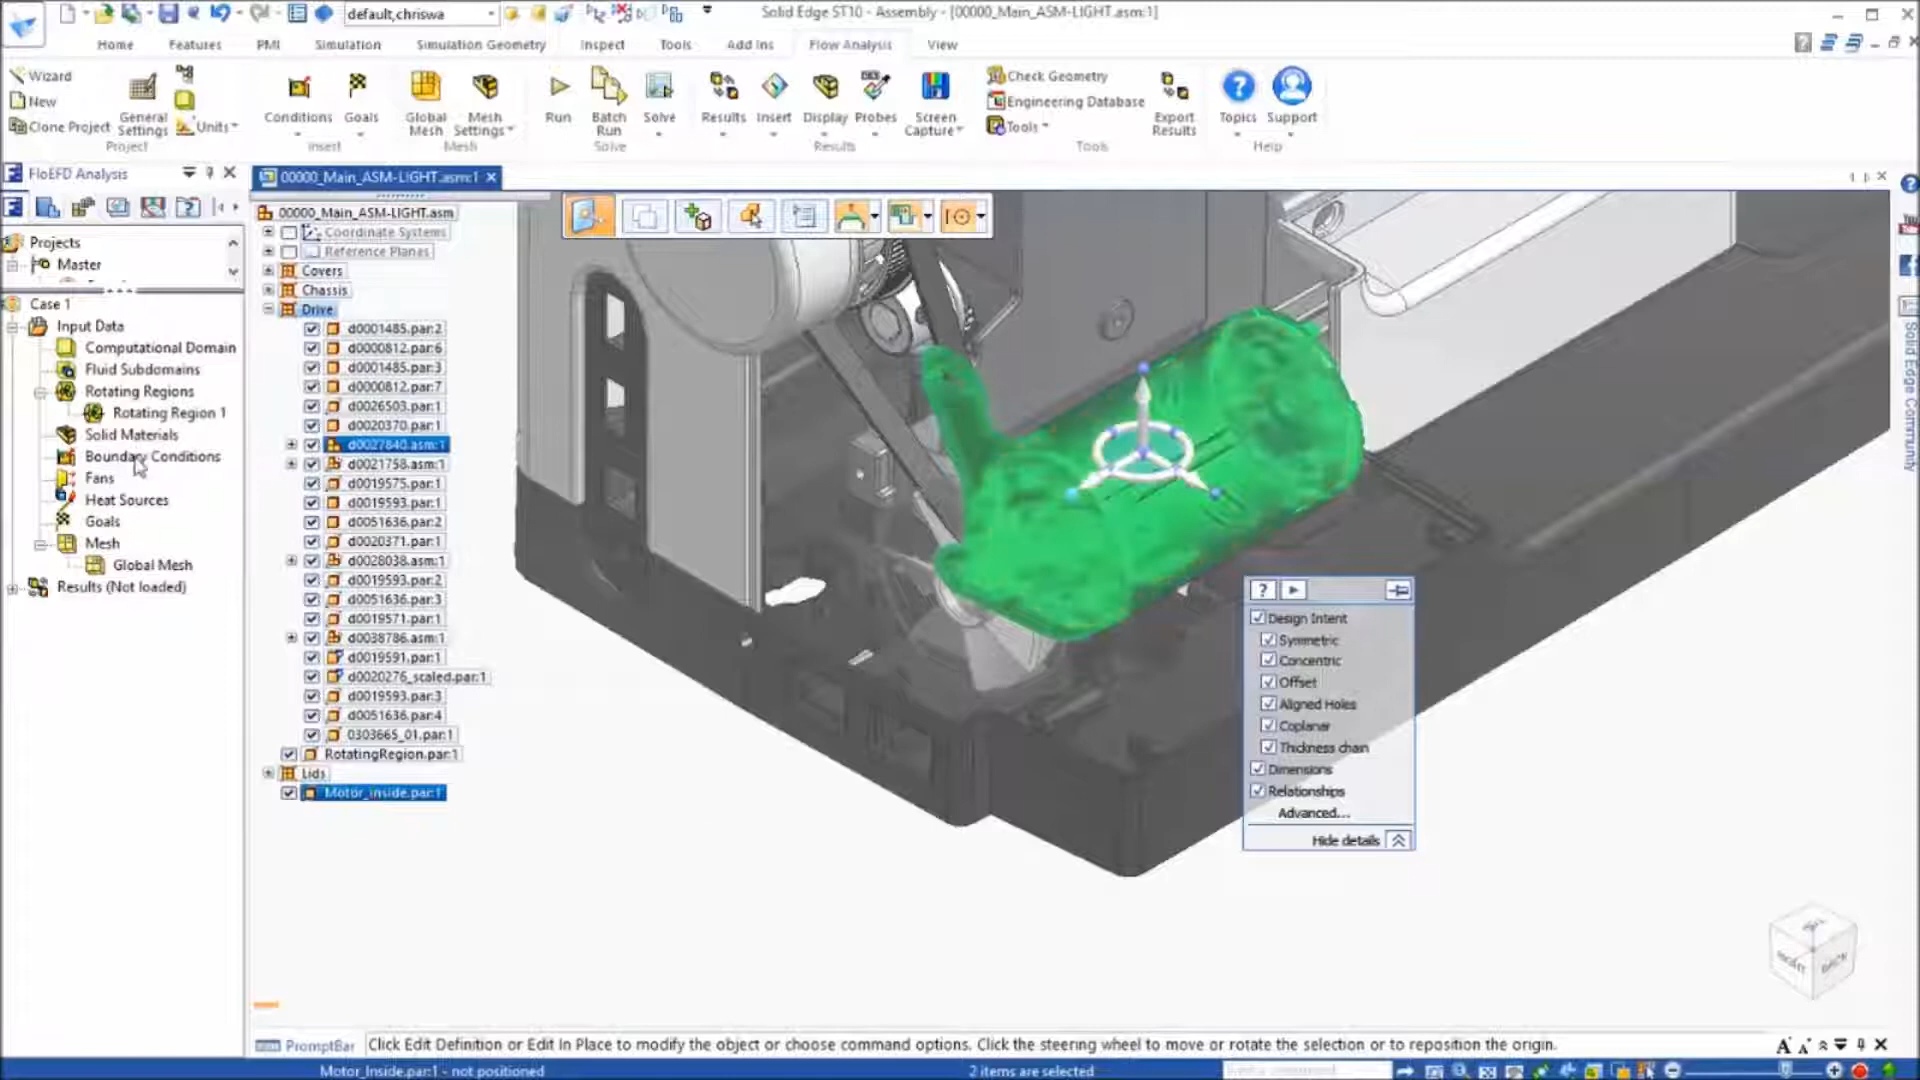 default,chriswa
Solid Edge ST10 - Assembly - [00000_Main_ASM-LIGHT.asm:1]
Home
Features
PMI
Simulation
Simulation Geometry
Inspect
Tools
Add Ins
Flow Analysis
View
Wizard
New
Clone Project
General Settings
Units
Project
Conditions
Goals
Insert
Global Mesh
Mesh Settings
Mesh
Run
Batch Run
Solve
Solve
Results
Insert
Display
Probes
Screen Capture
Results
Check Geometry
Engineering Database
Tools
Export Results
Tools
Topics
Support
Help
FloEFD Analysis
00000_Main_ASM-LIGHT.asm:1
Projects
Master
Case 1
Input Data
Computational Domain
Fluid Subdomains
Rotating Regions
Rotating Region 1
Solid Materials
Boundary Conditions
Fans
Heat Sources
Goals
Mesh
Global Mesh
Results (Not loaded)
00000_Main_ASM-LIGHT.asm
Coordinate Systems
Reference Planes
Covers
Chassis
Drive
d0001485.par:2
d0000812.par:6
d0001485.par:3
d0000812.par:7
d0026503.par:1
d0020370.par:1
d0027840.asm:1
d0021758.asm:1
d0019575.par:1
d0019593.par:1
d0051636.par:2
d0020371.par:1
d0028038.asm:1
d0019593.par:2
d0051636.par:3
d0019571.par:1
d0038786.asm:1
d0019591.par:1
d0020276_scaled.par:1
d0019593.par:3
d0051636.par:4
0303665_01.par:1
RotatingRegion.par:1
Lids
Motor_Inside.par:1
Design Intent
Symmetric
Concentric
Offset
Aligned Holes
Coplanar
Thickness chain
Dimensions
Relationships
Advanced...
Hide details
Solid Edge Community
RIGHT
BACK
PromptBar
Click Edit Definition or Edit In Place to modify the object or choose command options. Click the steering wheel to move or rotate the selection or to reposition the origin.
Motor_Inside.par:1 - not positioned
2 items are selected